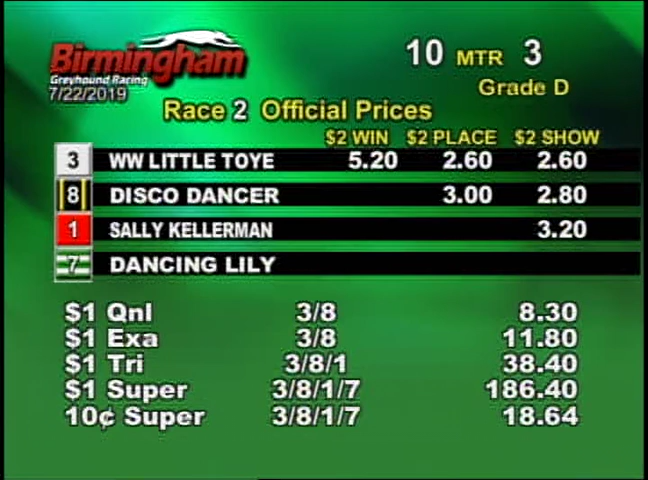 Birmingham
Greyhound Racing
7/22/2019
10 MTR 3
Grade D
Race 2 Official Prices
$2 WIN $2 PLACE $2 SHOW
3 WW LITTLE TOYE 5.20 2.60 2.60
8 DISCO DANCER 3.00 2.80
1 SALLY KELLERMAN 3.20
7 DANCING LILY
$1 Qnl 3/8 8.30
$1 Exa 3/8 11.80
$1 Tri 3/8/1 38.40
$1 Super 3/8/1/7 186.40
10¢ Super 3/8/1/7 18.64